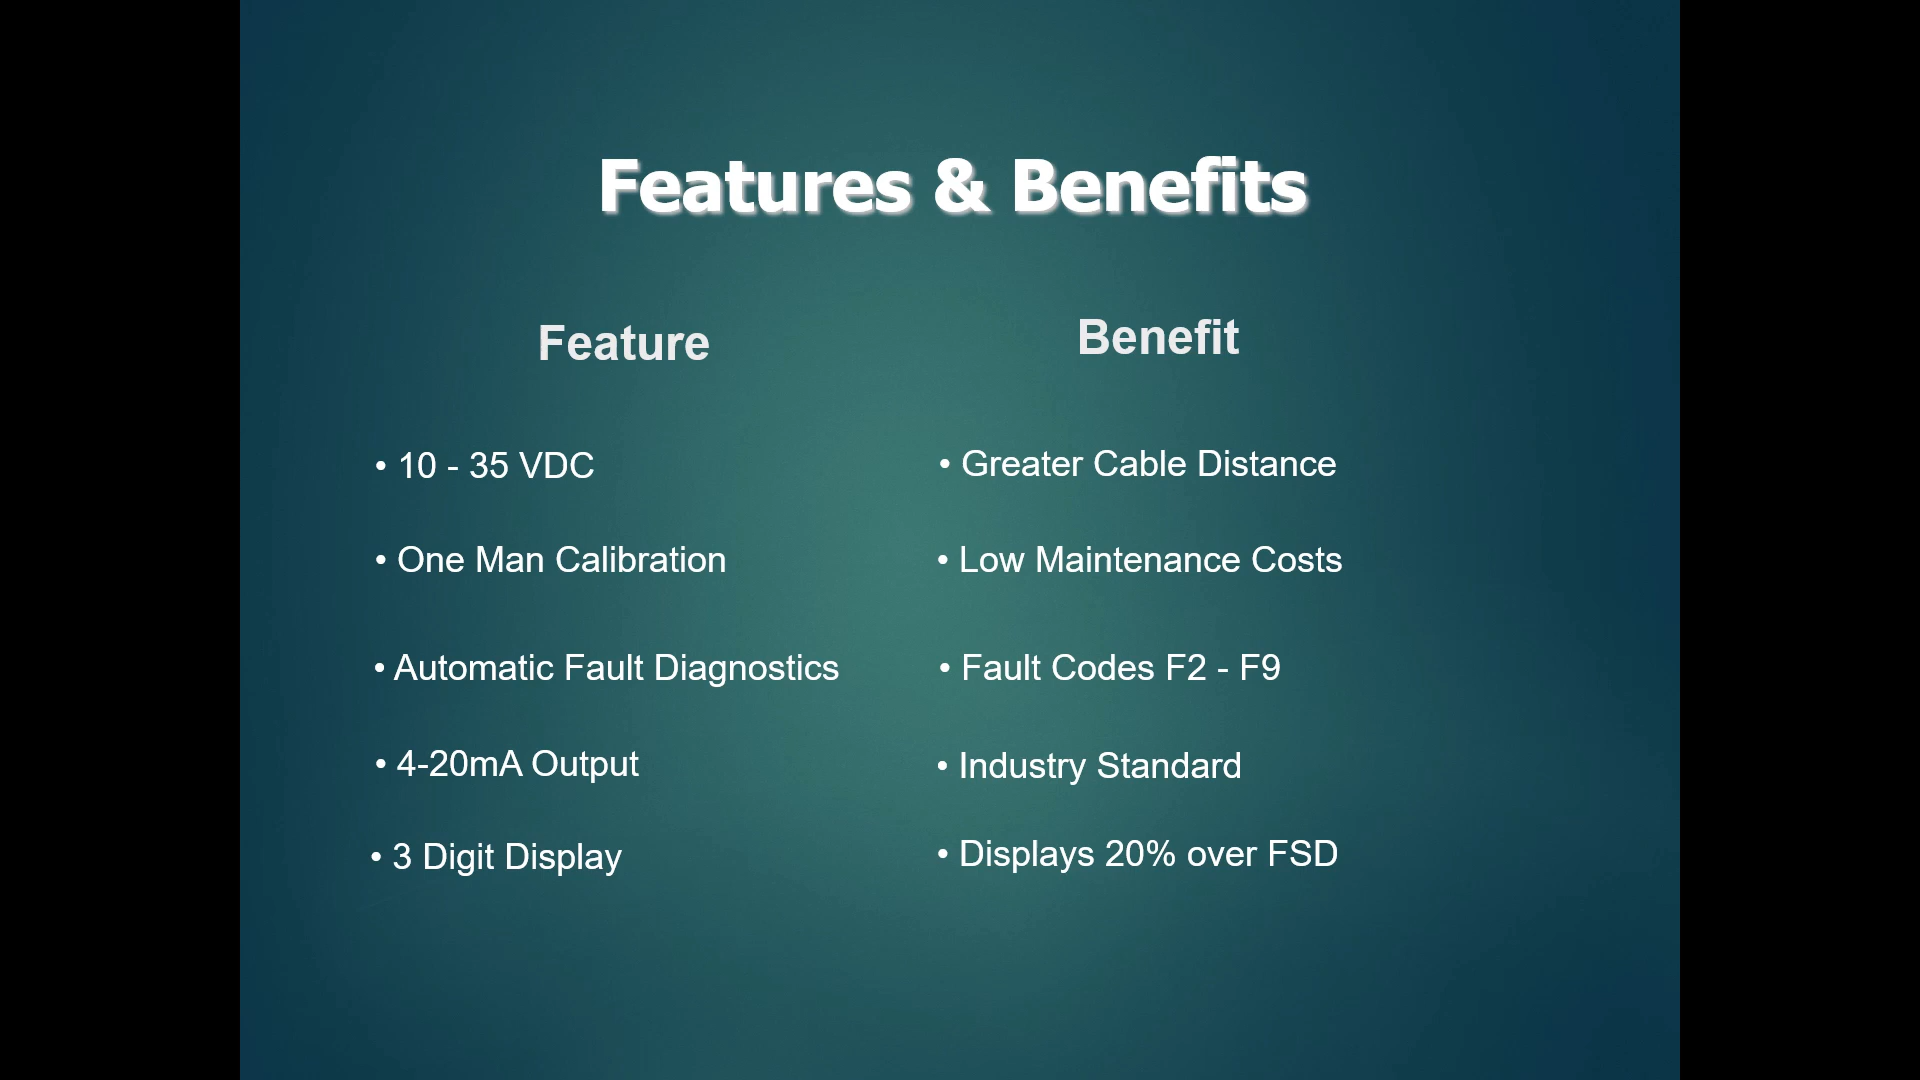 Features & Benefits
Feature
Benefit
• 10 - 35 VDC
• Greater Cable Distance
• One Man Calibration
• Low Maintenance Costs
• Automatic Fault Diagnostics
• Fault Codes F2 - F9
• 4-20mA Output
• Industry Standard
• 3 Digit Display
• Displays 20% over FSD